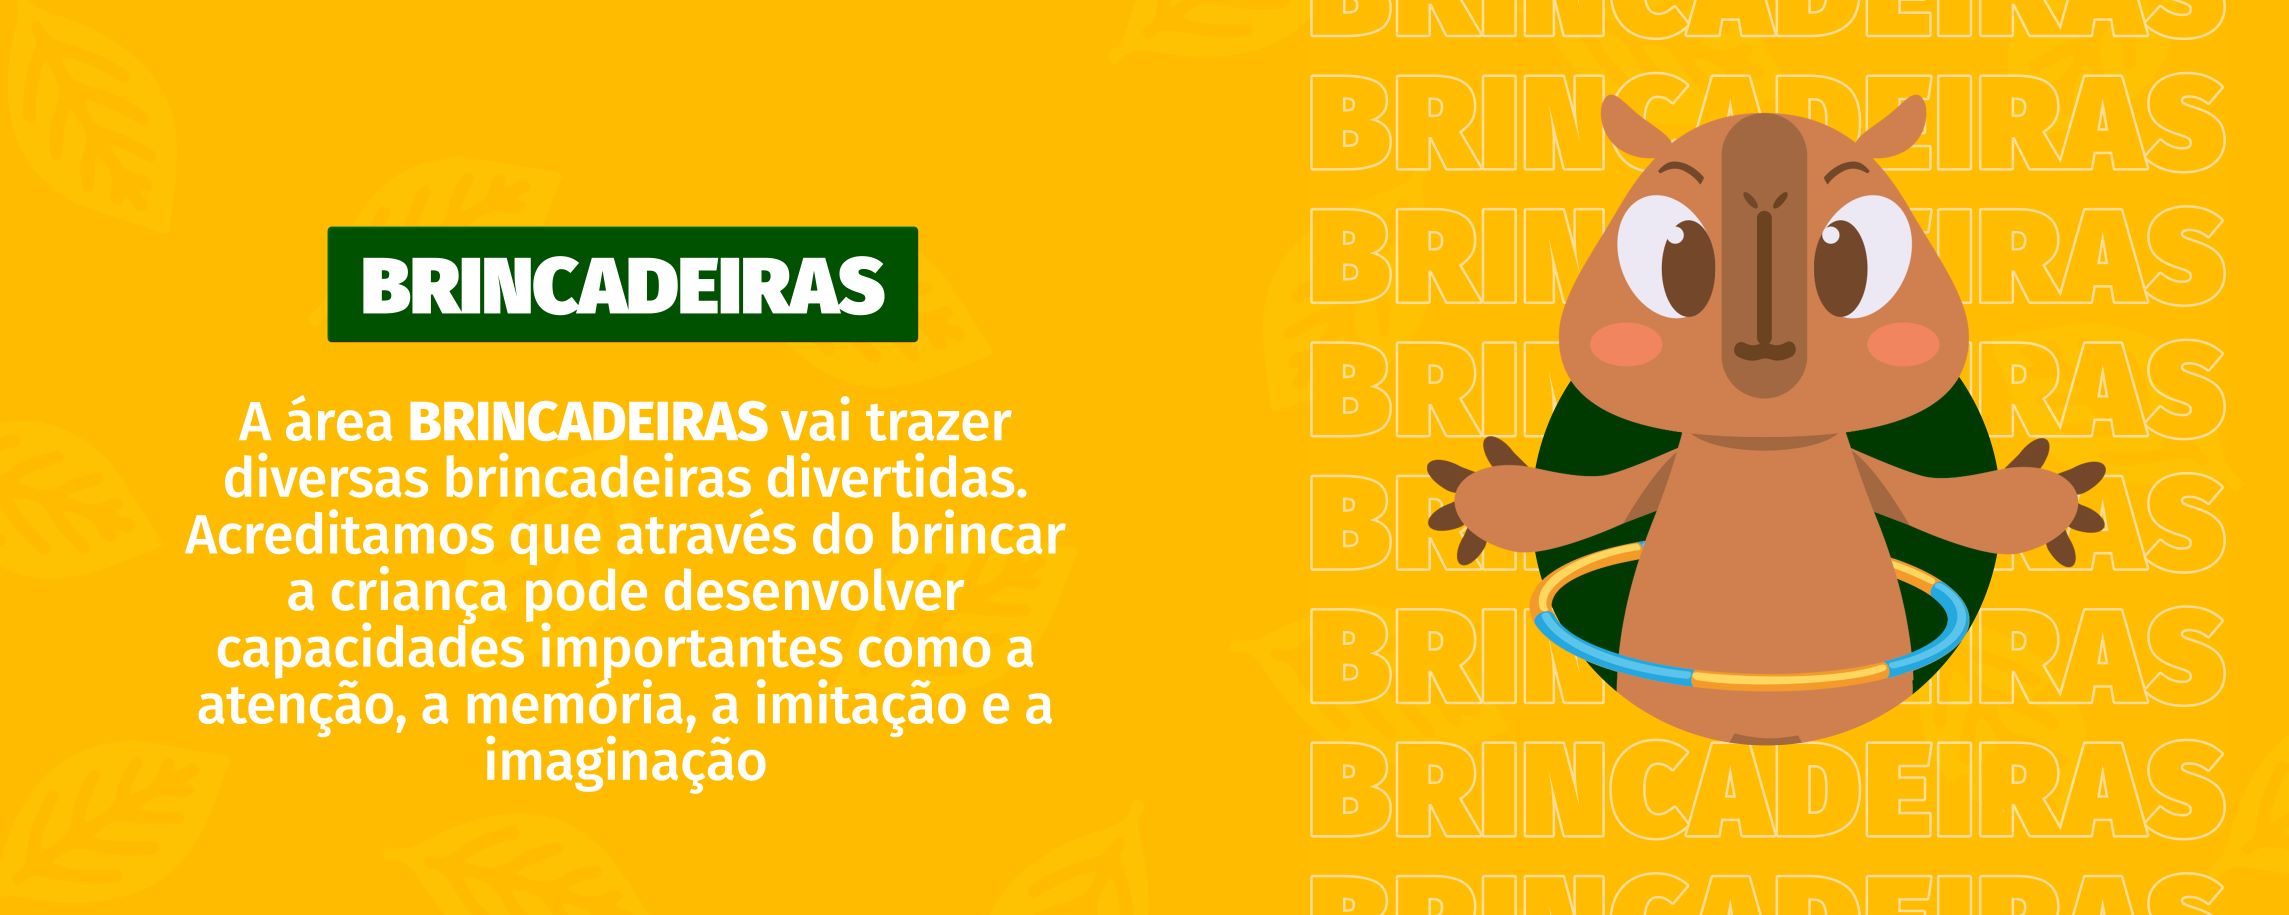 BRINCADEIRAS
A área BRINCADEIRAS vai trazer
diversas brincadeiras divertidas.
Acreditamos que através do brincar
a criança pode desenvolver
capacidades importantes como a
atenção, a memória, a imitação e a
imaginação
BRINCADEIRAS
BRINCADEIRAS
BRINCADEIRAS
BRINCADEIRAS
BRINCADEIRAS
BRINCADEIRAS
BRINCADEIRAS
BRINCADEIRAS